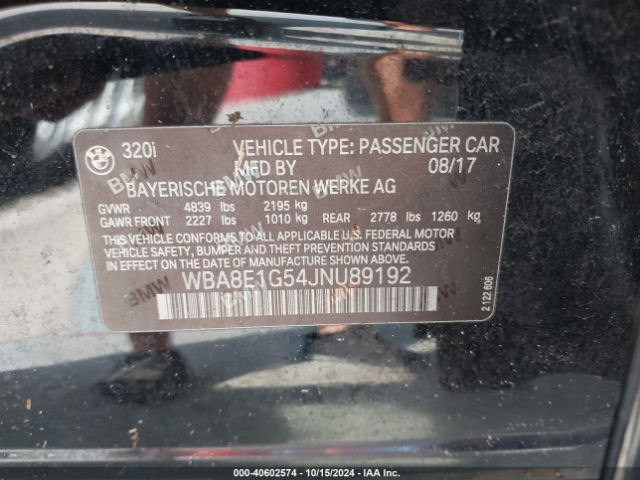 320i VEHICLE TYPE: PASSENGER CAR
MFD BY 08/17
BAYERISCHE MOTOREN WERKE AG
GVWR 4839 lbs 2195 kg
GAWR FRONT 2227 lbs 1010 kg REAR 2778 lbs 1260 kg
THIS VEHICLE CONFORMS TO ALL APPLICABLE U.S. FEDERAL MOTOR
VEHICLE SAFETY, BUMPER AND THEFT PREVENTION STANDARDS
IN EFFECT ON THE DATE OF MANUFACTURE SHOWN ABOVE.
WBA8E1G54JNU89192
2 122 606
000-40602574 | 10/15/2024 | IAA Inc.